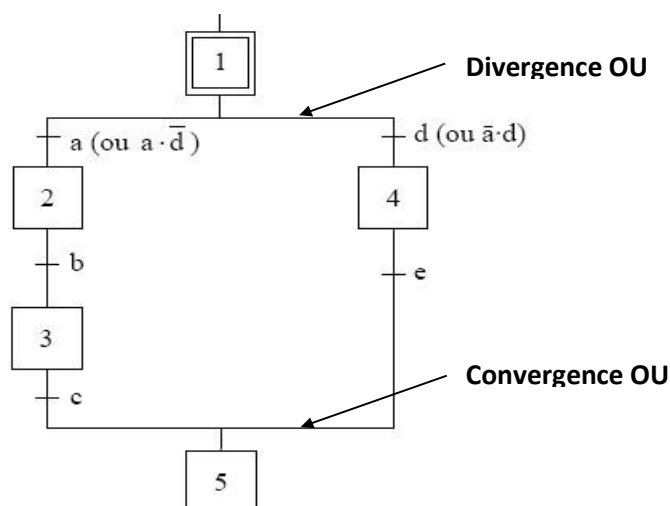 1
Divergence OU
a (ou a · d̅ )
d (ou ā·d)
2
4
b
e
3
c
Convergence OU
5